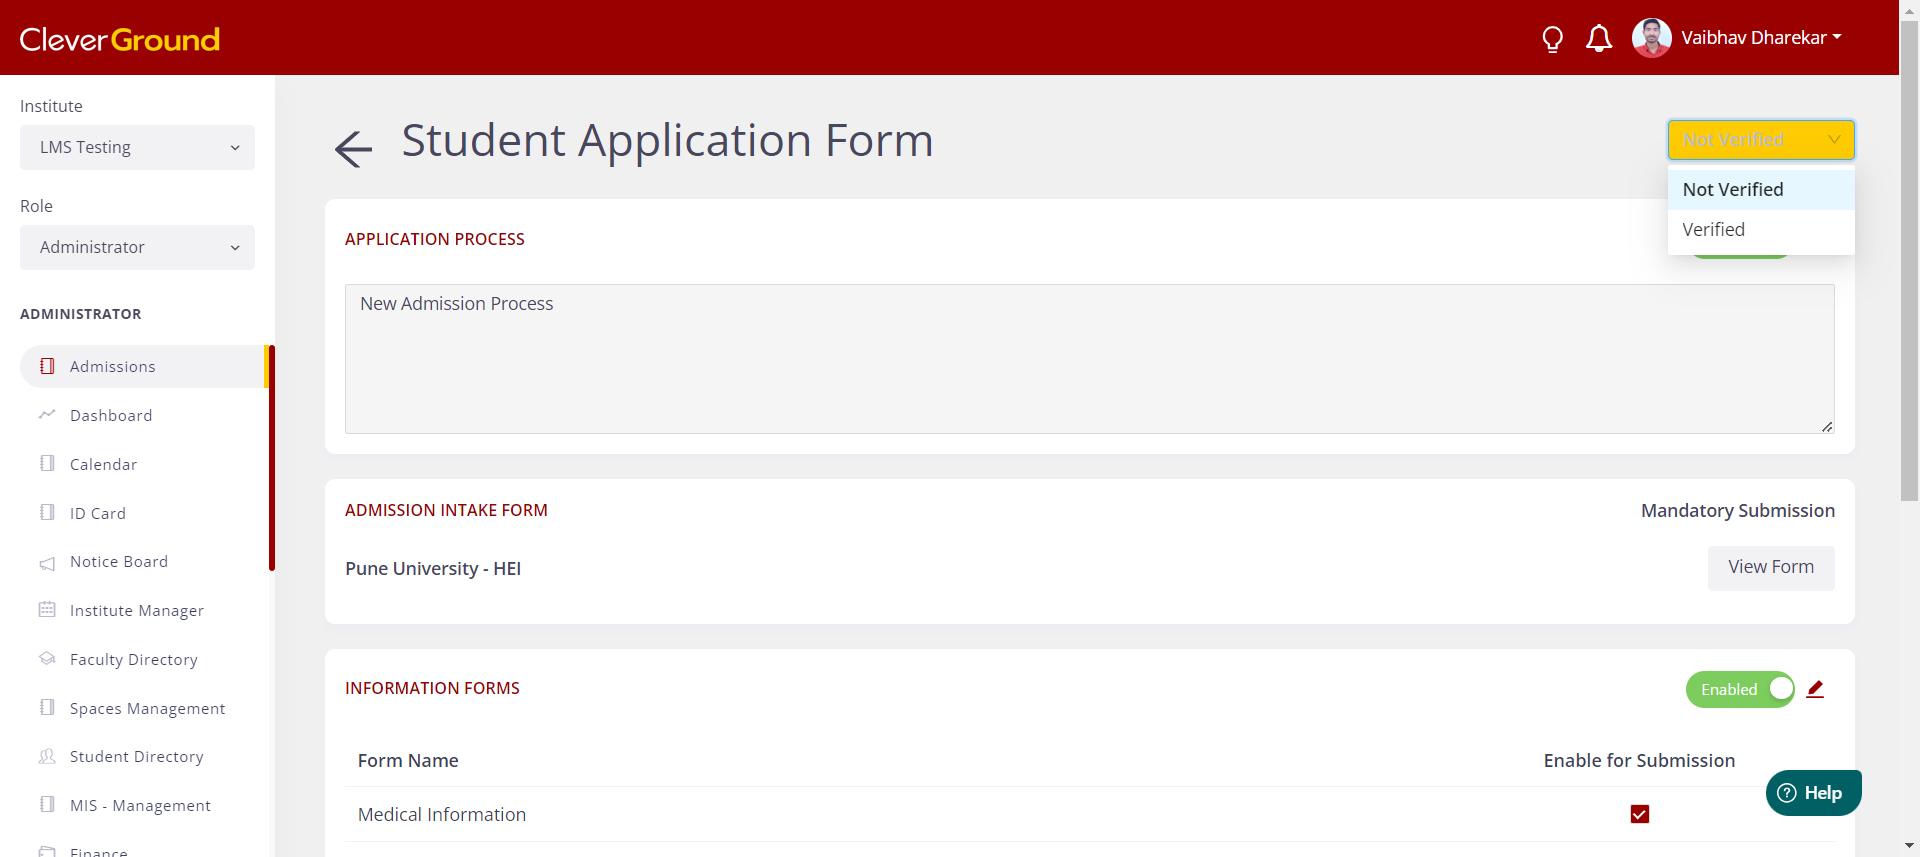 CleverGround
Vaibhav Dharekar
Institute
LMS Testing
Role
Administrator
ADMINISTRATOR
Admissions
Dashboard
Calendar
ID Card
Notice Board
Institute Manager
Faculty Directory
Spaces Management
Student Directory
MIS - Management
Finance
Student Application Form
Not Verified
Not Verified
Verified
APPLICATION PROCESS
New Admission Process
ADMISSION INTAKE FORM
Mandatory Submission
Pune University - HEI
View Form
INFORMATION FORMS
Enabled
Form Name
Enable for Submission
Medical Information
Help